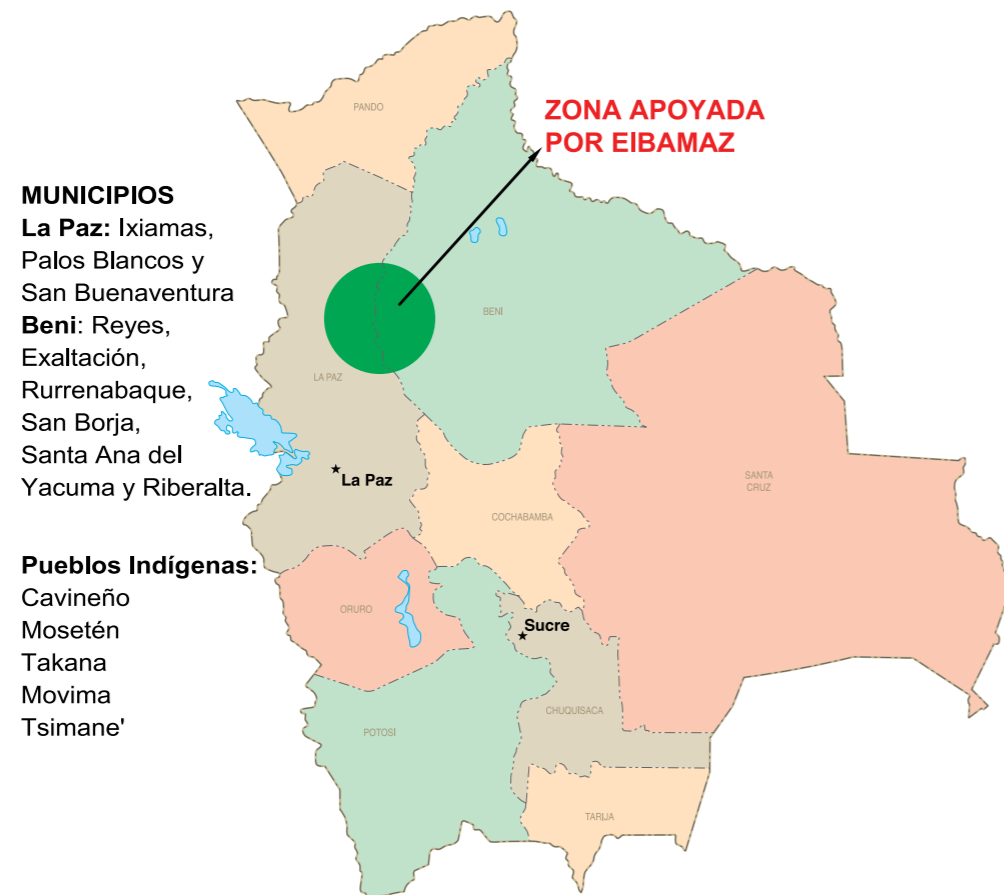 ZONA APOYADA
POR EIBAMAZ
MUNICIPIOS
La Paz: Ixiamas,
Palos Blancos y
San Buenaventura
Beni: Reyes,
Exaltación,
Rurrenabaque,
San Borja,
Santa Ana del
Yacuma y Riberalta.
Pueblos Indígenas:
Cavineño
Mosetén
Takana
Movima
Tsimane'
PANDO
BENI
LA PAZ
La Paz
SANTA
CRUZ
COCHABAMBA
ORURO
Sucre
CHUQUISACA
POTOSÍ
TARIJA